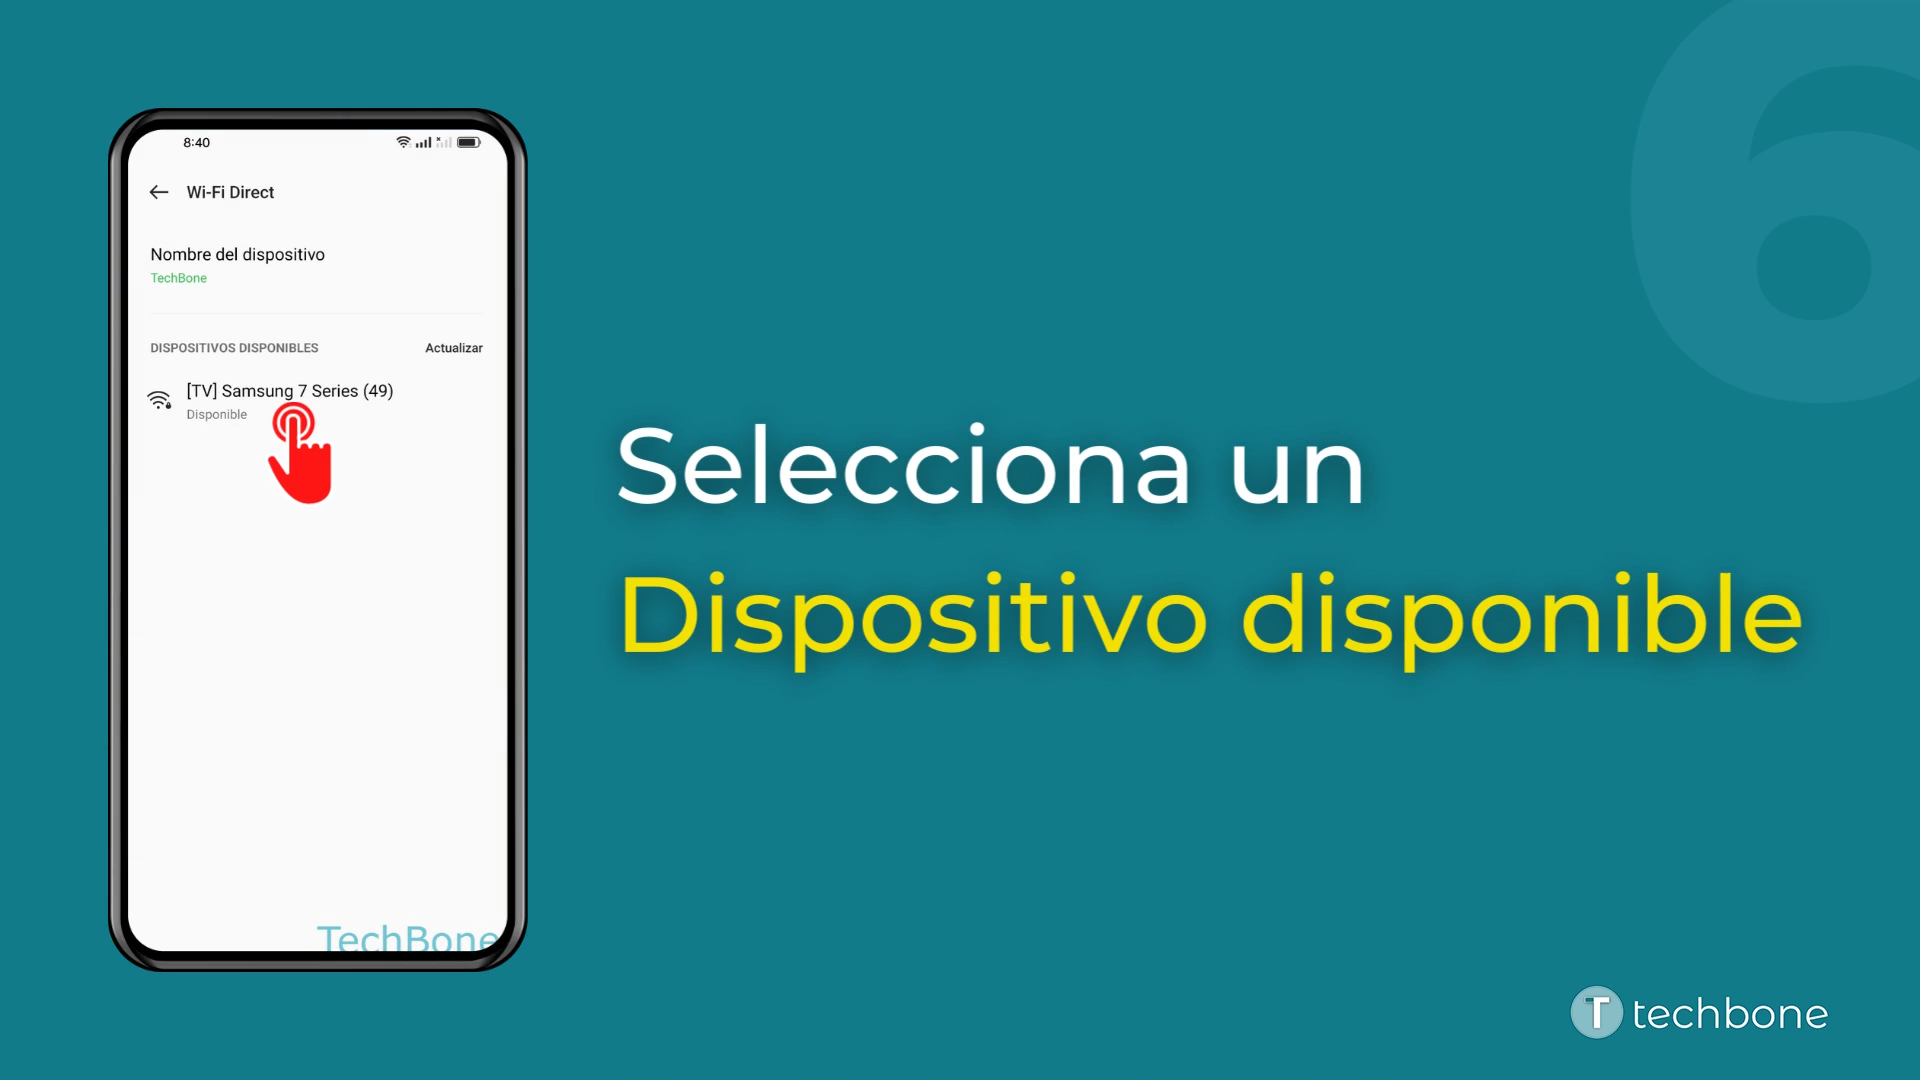 8:40
Wi-Fi Direct
Nombre del dispositivo
TechBone
DISPOSITIVOS DISPONIBLES Actualizar
[TV] Samsung 7 Series (49)
Disponible
TechBone
6
Selecciona un
Dispositivo disponible
T techbone